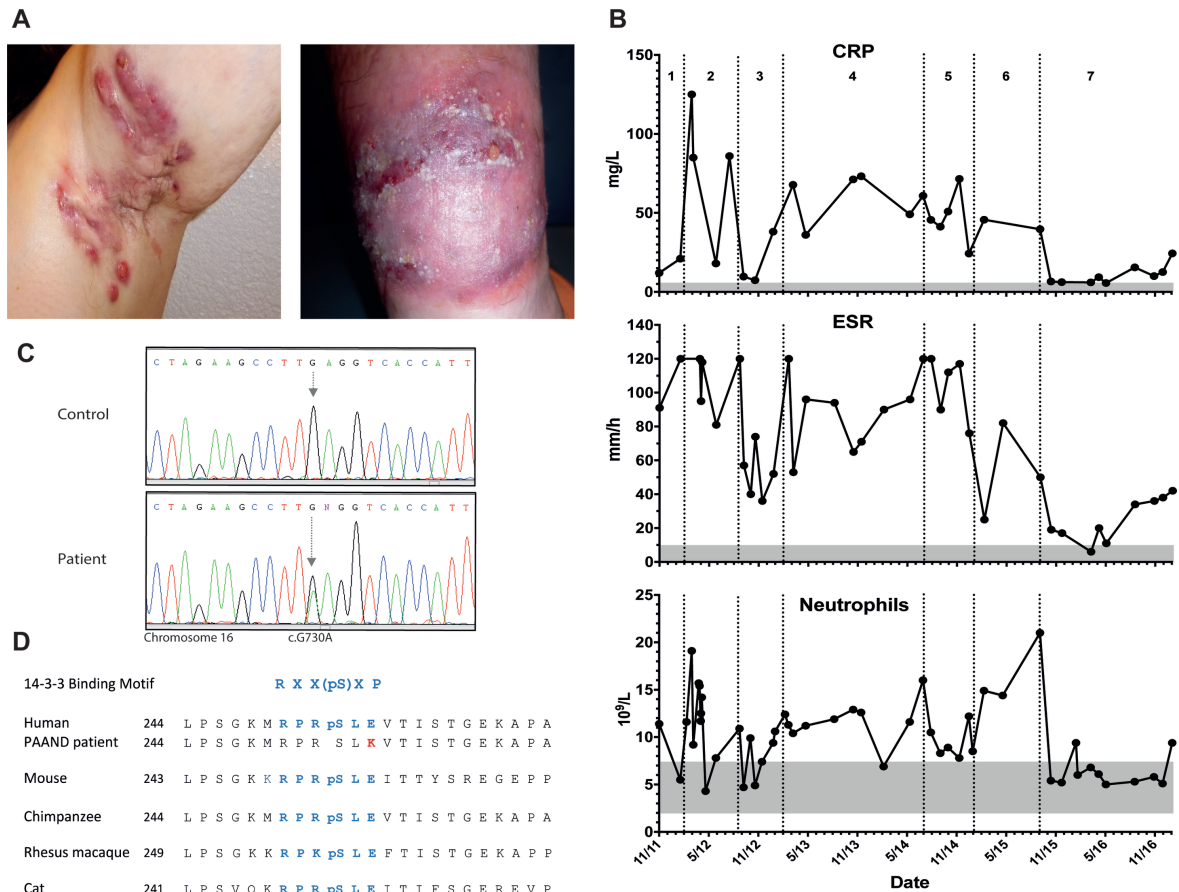 A
B
CRP
1 2 3 4 5 6 7
150
100
50
0
mg/L
ESR
120
100
80
60
40
20
0
mm/h
Neutrophils
25
20
15
10
5
0
10⁹/L
11/11 5/12 11/12 5/13 11/13 5/14 11/14 5/15 11/15 5/16 11/16
Date
C
Control
C T A G A A G C C T T G A G G T C A C C A T T
Patient
C T A G A A G C C T T G N G G T C A C C A T T
Chromosome 16 c.G730A
D
14-3-3 Binding Motif R X X (pS) X P
Human 244 L P S G K M R P R pS L E V T I S T G E K A P A
PAAND patient 244 L P S G K M R P R S L K V T I S T G E K A P A
Mouse 243 L P S G K K R P R pS L E I T T Y S R E G E P P
Chimpanzee 244 L P S G K M R P R pS L E V T I S T G E K A P A
Rhesus macaque 249 L P S G K K R P K pS L E F T I S T G E K A P P
Cat 241 L P S V Q K R P R pS L E I T I F S G E R E V P